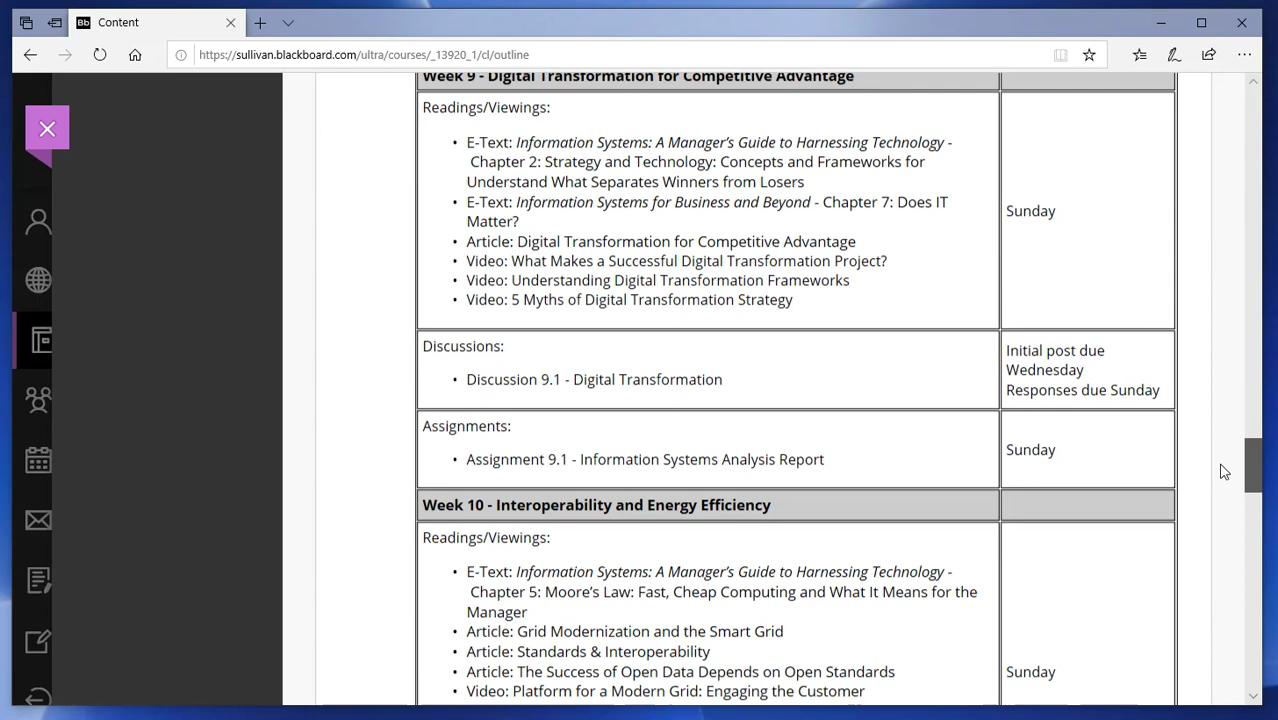 Bb Content
https://sullivan.blackboard.com/ultra/courses/_13920_1/cl/outline
Week 9 - Digital Transformation for Competitive Advantage
Readings/Viewings:
• E-Text: Information Systems: A Manager's Guide to Harnessing Technology -
Chapter 2: Strategy and Technology: Concepts and Frameworks for
Understand What Separates Winners from Losers
• E-Text: Information Systems for Business and Beyond - Chapter 7: Does IT
Matter?
• Article: Digital Transformation for Competitive Advantage
• Video: What Makes a Successful Digital Transformation Project?
• Video: Understanding Digital Transformation Frameworks
• Video: 5 Myths of Digital Transformation Strategy
Sunday
Discussions:
• Discussion 9.1 - Digital Transformation
Initial post due
Wednesday
Responses due Sunday
Assignments:
• Assignment 9.1 - Information Systems Analysis Report
Sunday
Week 10 - Interoperability and Energy Efficiency
Readings/Viewings:
• E-Text: Information Systems: A Manager's Guide to Harnessing Technology -
Chapter 5: Moore's Law: Fast, Cheap Computing and What It Means for the
Manager
• Article: Grid Modernization and the Smart Grid
• Article: Standards & Interoperability
• Article: The Success of Open Data Depends on Open Standards
• Video: Platform for a Modern Grid: Engaging the Customer
Sunday